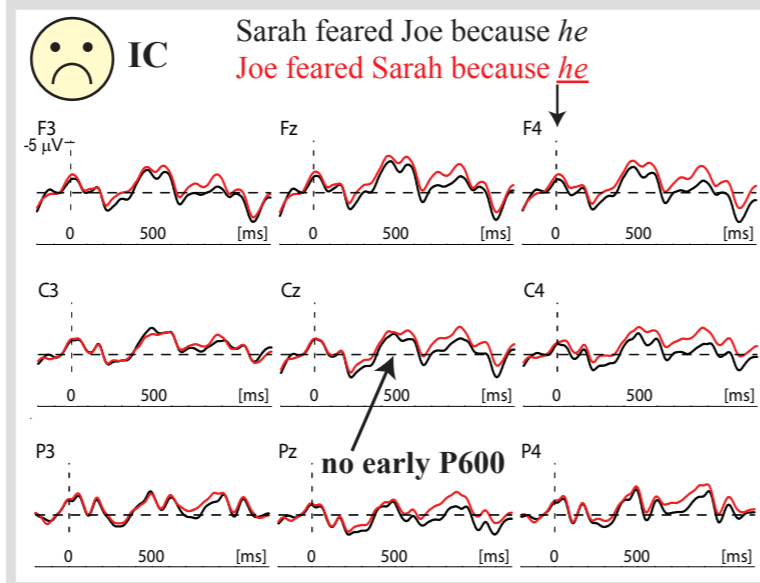 IC
Sarah feared Joe because he
Joe feared Sarah because he
F3
Fz
F4
-5 µV
0 500 [ms]
0 500 [ms]
0 500 [ms]
C3
Cz
C4
0 500 [ms]
0 500 [ms]
0 500 [ms]
no early P600
P3
Pz
P4
0 500 [ms]
0 500 [ms]
0 500 [ms]